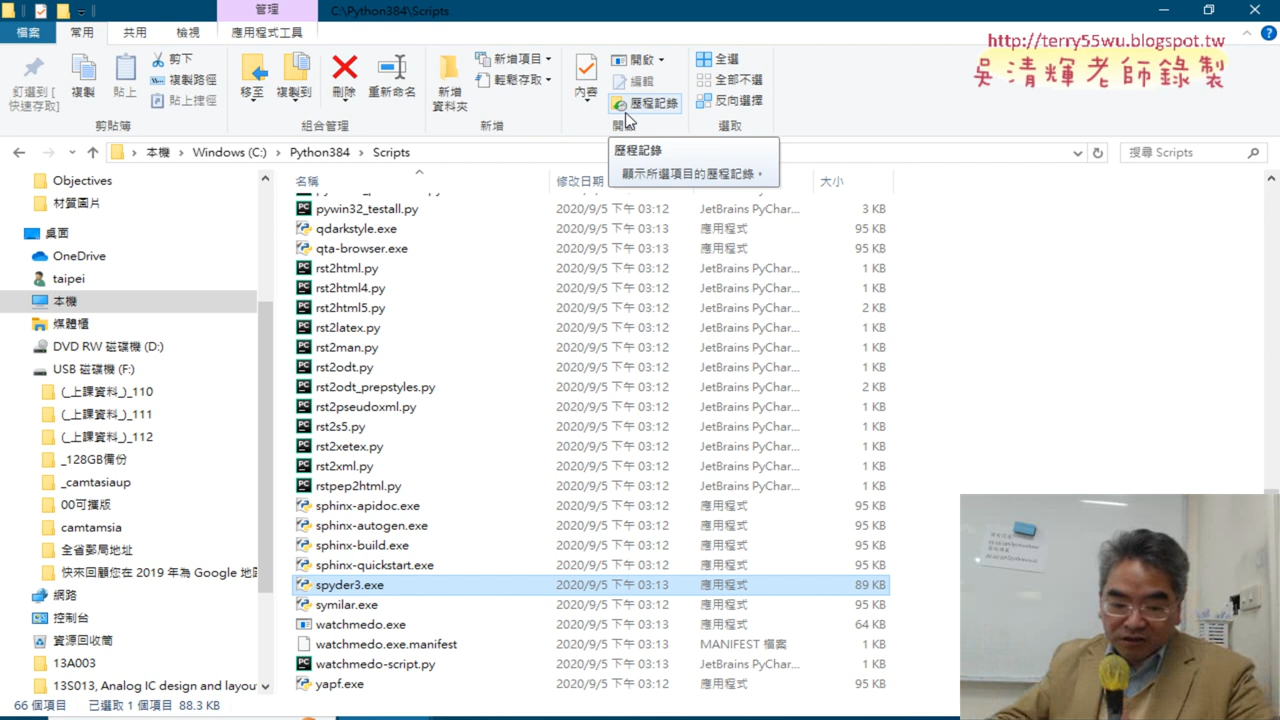 管理
C:\Python384\Scripts
檔案
常用
共用
檢視
應用程式工具
http://terry55wu.blogspot.tw
吳清輝老師錄製
釘選到 [
快速存取]
複製
貼上
剪下
複製路徑
貼上捷徑
剪貼簿
移至
複製到
刪除
重新命名
組合管理
新增
資料夾
新增項目
輕鬆存取
新增
內容
開啟
編輯
歷程記錄
全選
全部不選
反向選擇
選取
歷程記錄
顯示所選項目的歷程記錄。
本機
Windows (C:)
Python384
Scripts
搜尋 Scripts
名稱
修改日期
大小
Objectives
材質圖片
桌面
OneDrive
taipei
本機
媒體櫃
DVD RW 磁碟機 (D:)
USB 磁碟機 (F:)
(_上課資料_)_110
(_上課資料_)_111
(_上課資料_)_112
_128GB備份
_camtasiaup
00可攜版
camtamsia
全省郵局地址
快來回顧您在 2019 年為 Google 地
網路
控制台
資源回收筒
13A003
13S013, Analog IC design and layou
pywin32_testall.py 2020/9/5 下午 03:12 JetBrains PyChar... 3 KB
qdarkstyle.exe 2020/9/5 下午 03:13 應用程式 95 KB
qta-browser.exe 2020/9/5 下午 03:12 應用程式 95 KB
rst2html.py 2020/9/5 下午 03:12 JetBrains PyChar... 1 KB
rst2html4.py 2020/9/5 下午 03:12 JetBrains PyChar... 1 KB
rst2html5.py 2020/9/5 下午 03:12 JetBrains PyChar... 2 KB
rst2latex.py 2020/9/5 下午 03:12 JetBrains PyChar... 1 KB
rst2man.py 2020/9/5 下午 03:12 JetBrains PyChar... 1 KB
rst2odt.py 2020/9/5 下午 03:12 JetBrains PyChar... 1 KB
rst2odt_prepstyles.py 2020/9/5 下午 03:12 JetBrains PyChar... 2 KB
rst2pseudoxml.py 2020/9/5 下午 03:12 JetBrains PyChar... 1 KB
rst2s5.py 2020/9/5 下午 03:12 JetBrains PyChar... 1 KB
rst2xetex.py 2020/9/5 下午 03:12 JetBrains PyChar... 1 KB
rst2xml.py 2020/9/5 下午 03:12 JetBrains PyChar... 1 KB
rstpep2html.py 2020/9/5 下午 03:12 JetBrains PyChar... 1 KB
sphinx-apidoc.exe 2020/9/5 下午 03:12 應用程式 95 KB
sphinx-autogen.exe 2020/9/5 下午 03:12 應用程式 95 KB
sphinx-build.exe 2020/9/5 下午 03:12 應用程式 95 KB
sphinx-quickstart.exe 2020/9/5 下午 03:12 應用程式 95 KB
spyder3.exe 2020/9/5 下午 03:13 應用程式 89 KB
symilar.exe 2020/9/5 下午 03:12 應用程式 95 KB
watchmedo.exe 2020/9/5 下午 03:13 應用程式 64 KB
watchmedo.exe.manifest 2020/9/5 下午 03:13 MANIFEST 檔案 1 KB
watchmedo-script.py 2020/9/5 下午 03:13 JetBrains PyChar... 1 KB
yapf.exe 2020/9/5 下午 03:12 應用程式 95 KB
66 個項目
已選取 1 個項目 88.3 KB